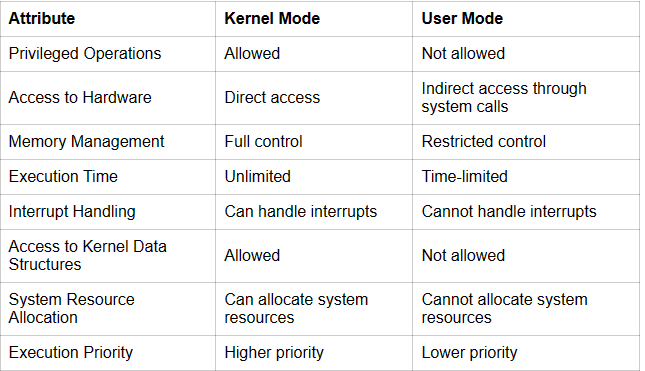 Attribute Kernel Mode User Mode
Privileged Operations Allowed Not allowed
Access to Hardware Direct access Indirect access through
system calls
Memory Management Full control Restricted control
Execution Time Unlimited Time-limited
Interrupt Handling Can handle interrupts Cannot handle interrupts
Access to Kernel Data
Structures Allowed Not allowed
System Resource
Allocation Can allocate system
resources Cannot allocate system
resources
Execution Priority Higher priority Lower priority